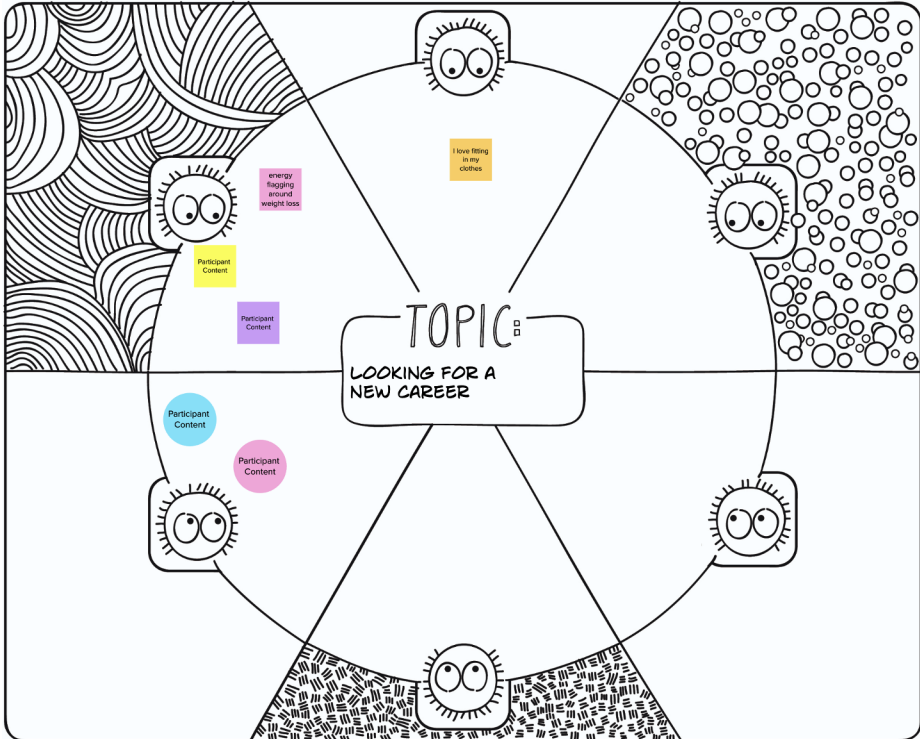 I love fitting
in my
clothes
energy
flagging
around
weight loss
Participant
Content
Participant
Content
TOPIC:
LOOKING FOR A
NEW CAREER
Participant
Content
Participant
Content